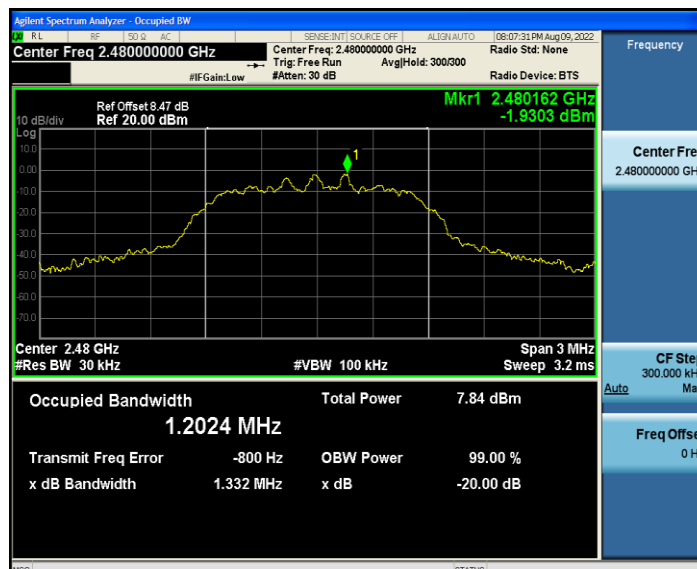 Agilent Spectrum Analyzer - Occupied BW
RL RF 50 Ω AC SENSE:INT SOURCE OFF ALIGNAUTO 08:07:31 PM Aug 09, 2022
Center Freq 2.480000000 GHz
Center Freq: 2.480000000 GHz Radio Std: None
Trig: Free Run Avg|Hold: 300/300
#IFGain:Low #Atten: 30 dB Radio Device: BTS
Frequency
Ref Offset 8.47 dB Mkr1 2.480162 GHz
10 dB/div Ref 20.00 dBm -1.9303 dBm
Log
1
10.0
0.00
-10.0
-20.0
-30.0
-40.0
-50.0
-60.0
-70.0
Center 2.48 GHz Span 3 MHz
#Res BW 30 kHz #VBW 100 kHz Sweep 3.2 ms
Occupied Bandwidth Total Power 7.84 dBm
1.2024 MHz
Transmit Freq Error -800 Hz OBW Power 99.00 %
x dB Bandwidth 1.332 MHz x dB -20.00 dB
Center Fre
2.480000000 GH
CF Ste
300.000 kH
Auto Ma
Freq Offse
0 H